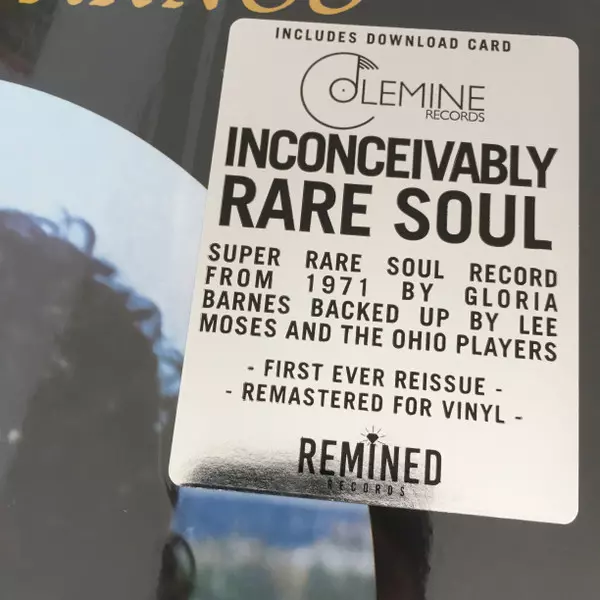 INCLUDES DOWNLOAD CARD
COLEMINE
RECORDS
INCONCEIVABLY
RARE SOUL
SUPER RARE SOUL RECORD
FROM 1971 BY GLORIA
BARNES BACKED UP BY LEE
MOSES AND THE OHIO PLAYERS
- FIRST EVER REISSUE -
- REMASTERED FOR VINYL -
REMINED
RECORDS